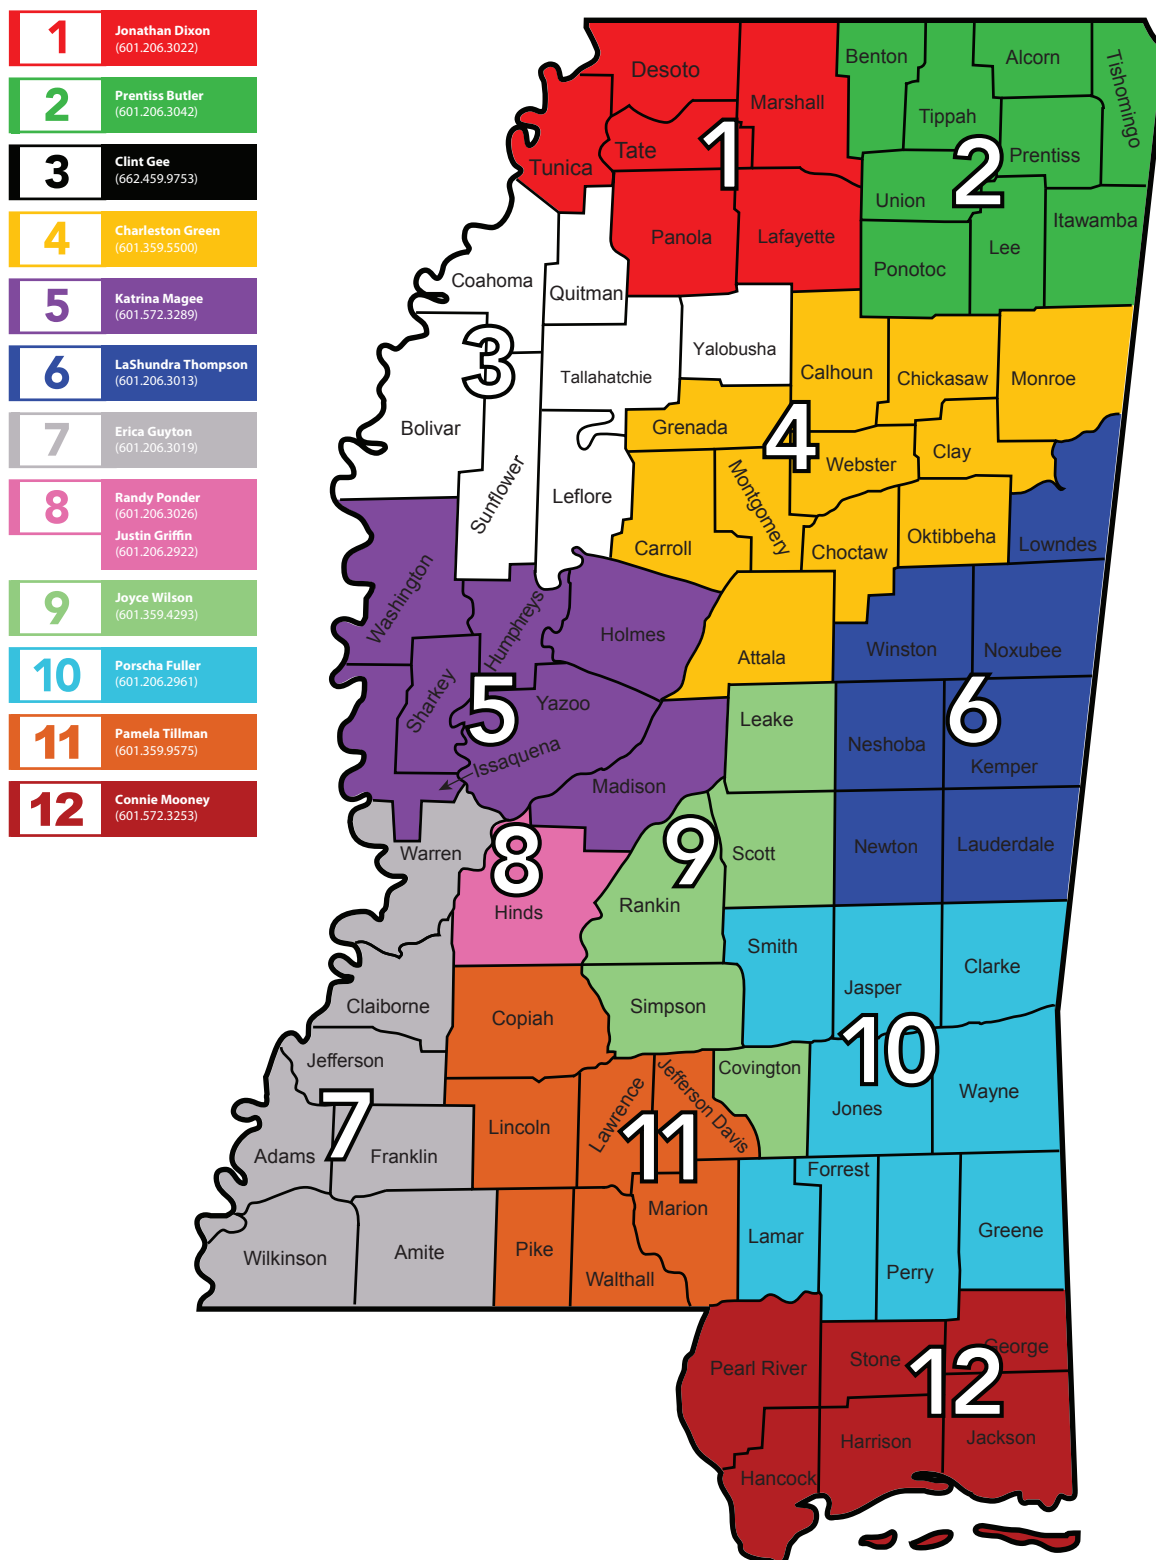 1
Jonathan Dixon
(601.206.3022)
2
Prentiss Butler
(601.206.3042)
3
Clint Gee
(662.459.9753)
4
Charleston Green
(601.359.5500)
5
Katrina Magee
(601.572.3289)
6
LaShundra Thompson
(601.206.3013)
7
Erica Guyton
(601.206.3019)
8
Randy Ponder
(601.206.3026)
Justin Griffin
(601.206.2922)
9
Joyce Wilson
(601.359.4293)
10
Porscha Fuller
(601.206.2961)
11
Pamela Tillman
(601.359.9575)
12
Connie Mooney
(601.572.3253)
Desoto
Marshall
Benton
Alcorn
Tishomingo
Tippah
Tate
Tunica
1
2
Prentiss
Union
Itawamba
Panola
Lafayette
Lee
Ponotoc
Coahoma
Quitman
3
Yalobusha
Tallahatchie
Calhoun
Chickasaw
Monroe
Bolivar
Grenada
4
Webster
Clay
Sunflower
Leflore
Montgomery
Carroll
Choctaw
Oktibbeha
Lowndes
Washington
Humphreys
Holmes
Attala
Winston
Noxubee
Sharkey
5
Yazoo
Leake
6
Neshoba
Kemper
Issaquena
Madison
Warren
8
9
Scott
Newton
Lauderdale
Hinds
Rankin
Smith
Jasper
Clarke
Claiborne
Copiah
Simpson
10
Jefferson
Covington
Jefferson Davis
Wayne
Jones
7
Lincoln
Lawrence
11
Adams
Franklin
Forrest
Marion
Lamar
Greene
Wilkinson
Amite
Pike
Walthall
Perry
Pearl River
Stone
George
12
Harrison
Jackson
Hancock